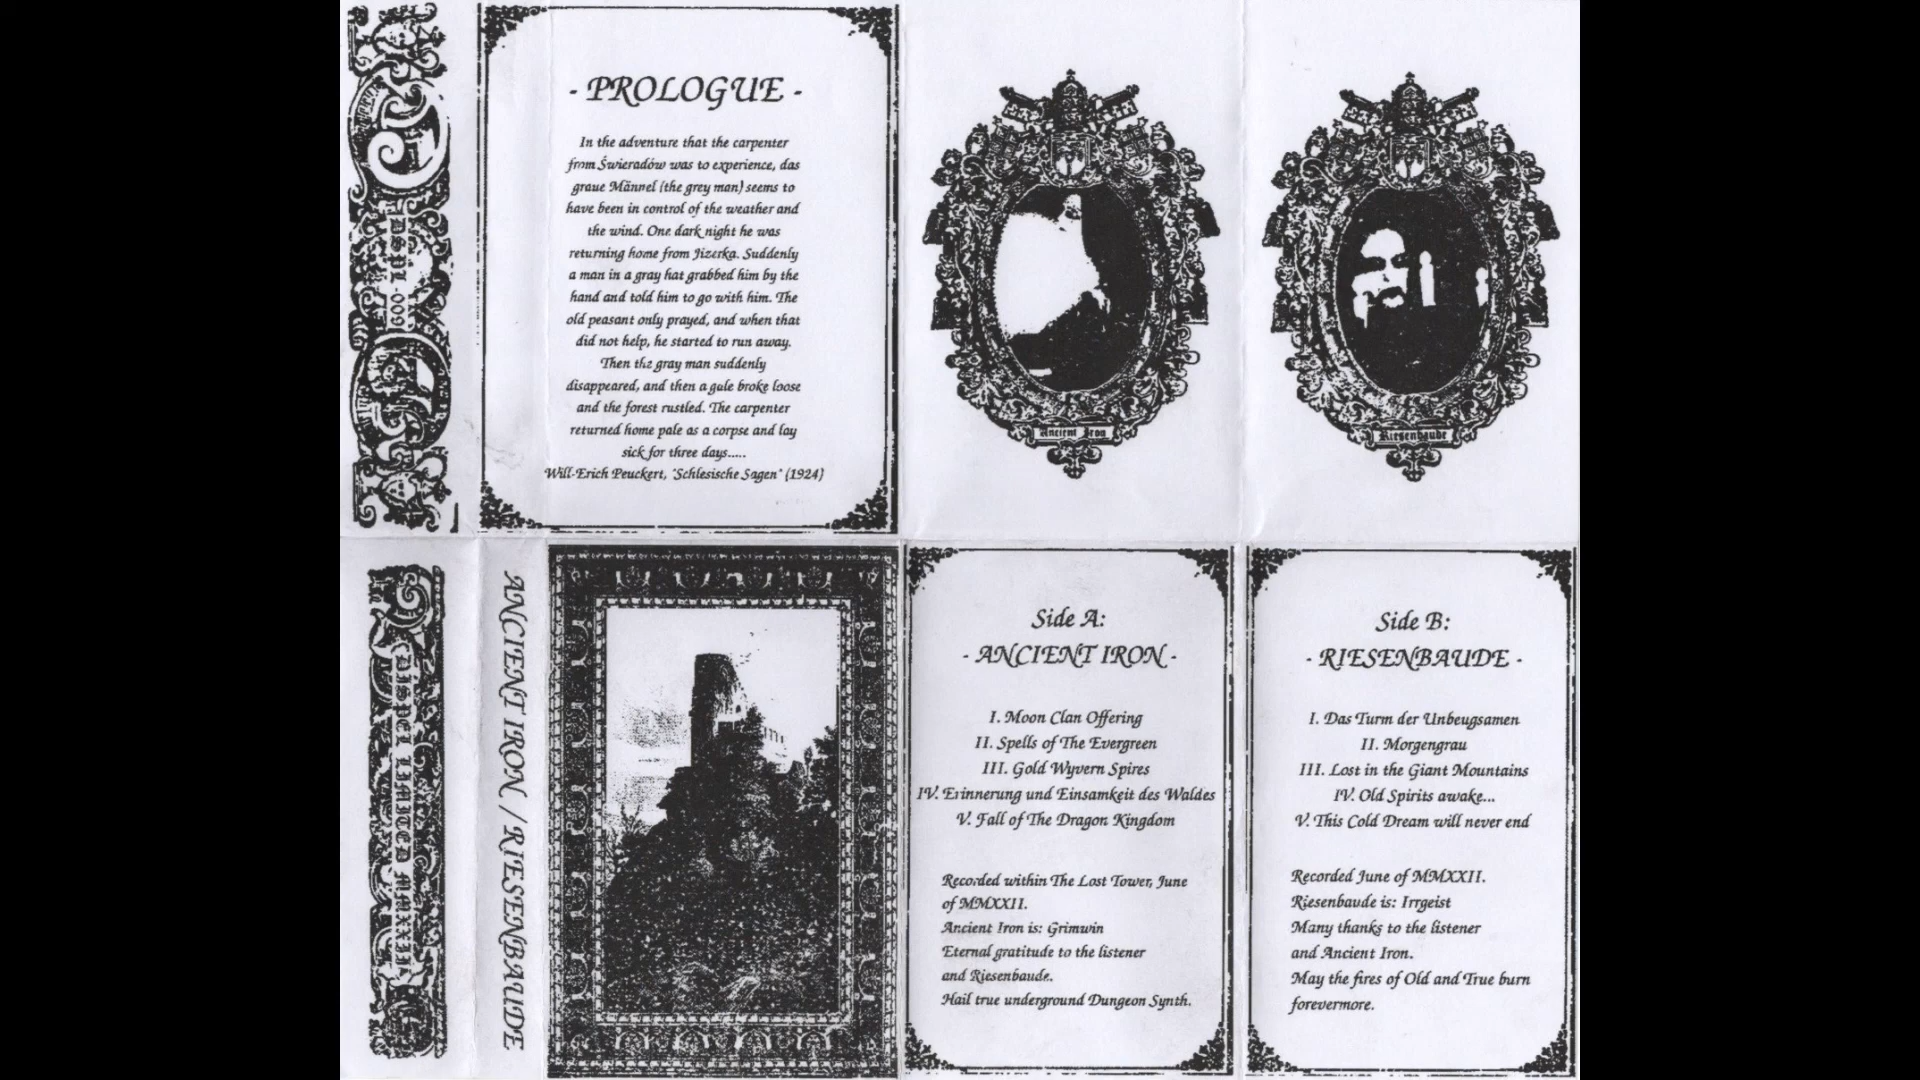 DSVL-009
- PROLOGUE -
In the adventure that the carpenter
from Świeradów was to experience, das
graue Männel (the grey man) seems to
have been in control of the weather and
the wind. One dark night he was
returning home from Jizerka. Suddenly
a man in a gray hat grabbed him by the
hand and told him to go with him. The
old peasant only prayed, and when that
did not help, he started to run away.
Then the gray man suddenly
disappeared, and then a gale broke loose
and the forest rustled. The carpenter
returned home pale as a corpse and lay
sick for three days.....
Will-Erich Peuckert, "Schlesische Sagen" (1924)
Ancient Iron
Riesenbaude
DISPEL LIMITED MMXXIII
ANCIENT IRON / RIESENBAUDE
Side A:
- ANCIENT IRON -
I. Moon Clan Offering
II. Spells of The Evergreen
III. Gold Wyvern Spires
IV. Erinnerung und Einsamkeit des Waldes
V. Fall of The Dragon Kingdom
Recorded within The Lost Tower, June
of MMXXII.
Ancient Iron is: Grimwin
Eternal gratitude to the listener
and Riesenbaude.
Hail true underground Dungeon Synth.
Side B:
- RIESENBAUDE -
I. Das Turm der Unbeugsamen
II. Morgengrau
III. Lost in the Giant Mountains
IV. Old Spirits awake...
V. This Cold Dream will never end
Recorded June of MMXXII.
Riesenbaude is: Irrgeist
Many thanks to the listener
and Ancient Iron.
May the fires of Old and True burn
forevermore.